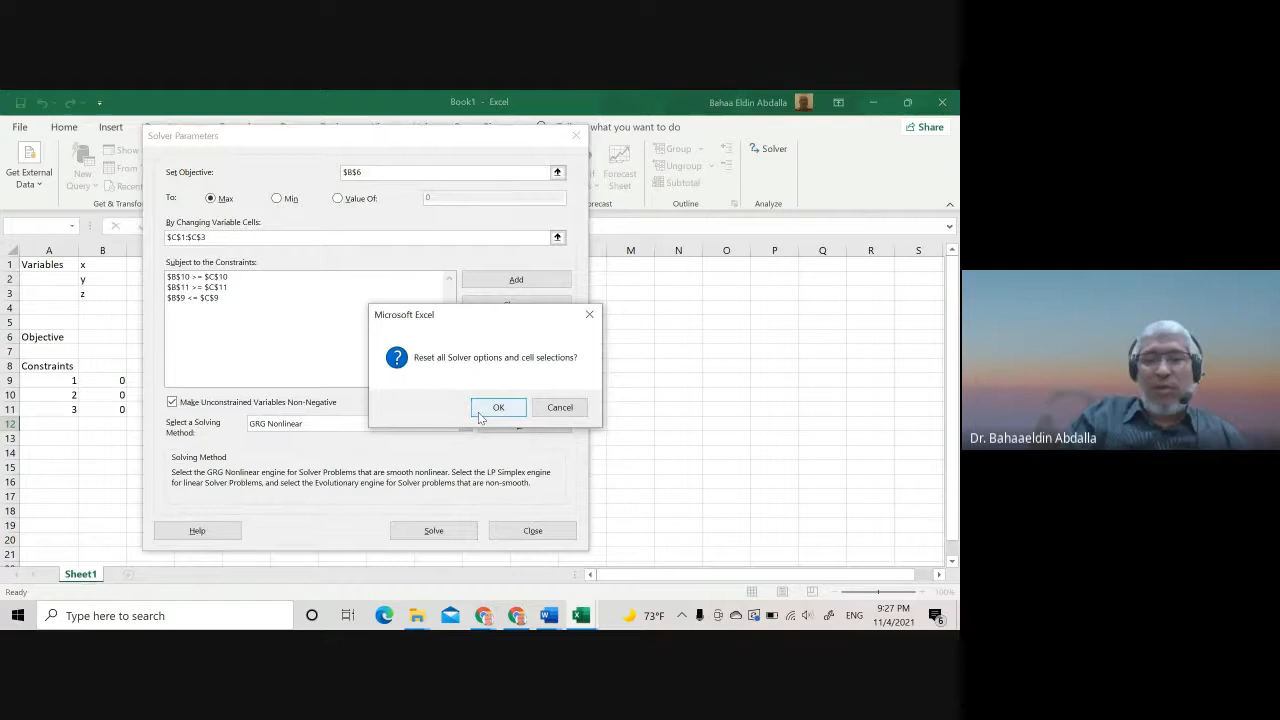 Book1 - Excel
Bahaa Eldin Abdalla
File
Home
Insert
what you want to do
Share
Solver Parameters
Get External
Data
New
Query
Show
From
Recent
Get & Transfo
Set Objective:
$B$6
To:
Max
Min
Value Of:
0
By Changing Variable Cells:
$C$1:$C$3
Subject to the Constraints:
$B$10 >= $C$10
$B$11 >= $C$11
$B$9 <= $C$9
Add
Forecast
Sheet
orecast
Group
Ungroup
Subtotal
Outline
Solver
Analyze
Microsoft Excel
Reset all Solver options and cell selections?
OK
Cancel
Make Unconstrained Variables Non-Negative
Select a Solving
Method:
GRG Nonlinear
Solving Method
Select the GRG Nonlinear engine for Solver Problems that are smooth nonlinear. Select the LP Simplex engine
for linear Solver Problems, and select the Evolutionary engine for Solver problems that are non-smooth.
Help
Solve
Close
A B M N O P Q R S
1 Variables x
2 y
3 z
4
5
6 Objective
7
8 Constraints
9 1 0
10 2 0
11 3 0
12
13
14
15
16
17
18
19
20
21
Sheet1
Ready
100%
Type here to search
73°F
ENG
9:27 PM
11/4/2021
6
Dr. Bahaaeldin Abdalla